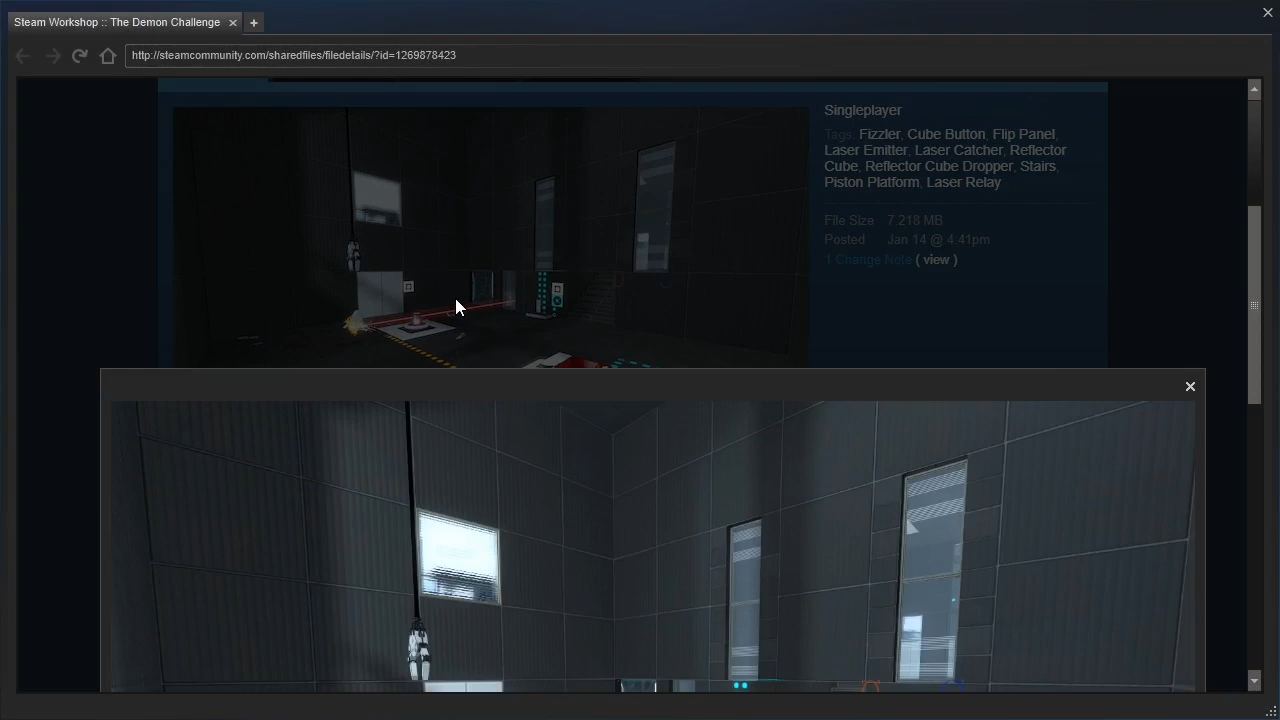 Steam Workshop :: The Demon Challenge
http://steamcommunity.com/sharedfiles/filedetails/?id=1269878423
Singleplayer
Tags: Fizzler, Cube Button, Flip Panel,
Laser Emitter, Laser Catcher, Reflector
Cube, Reflector Cube Dropper, Stairs,
Piston Platform, Laser Relay
File Size 7.218 MB
Posted Jan 14 @ 4:41pm
1 Change Note ( view )